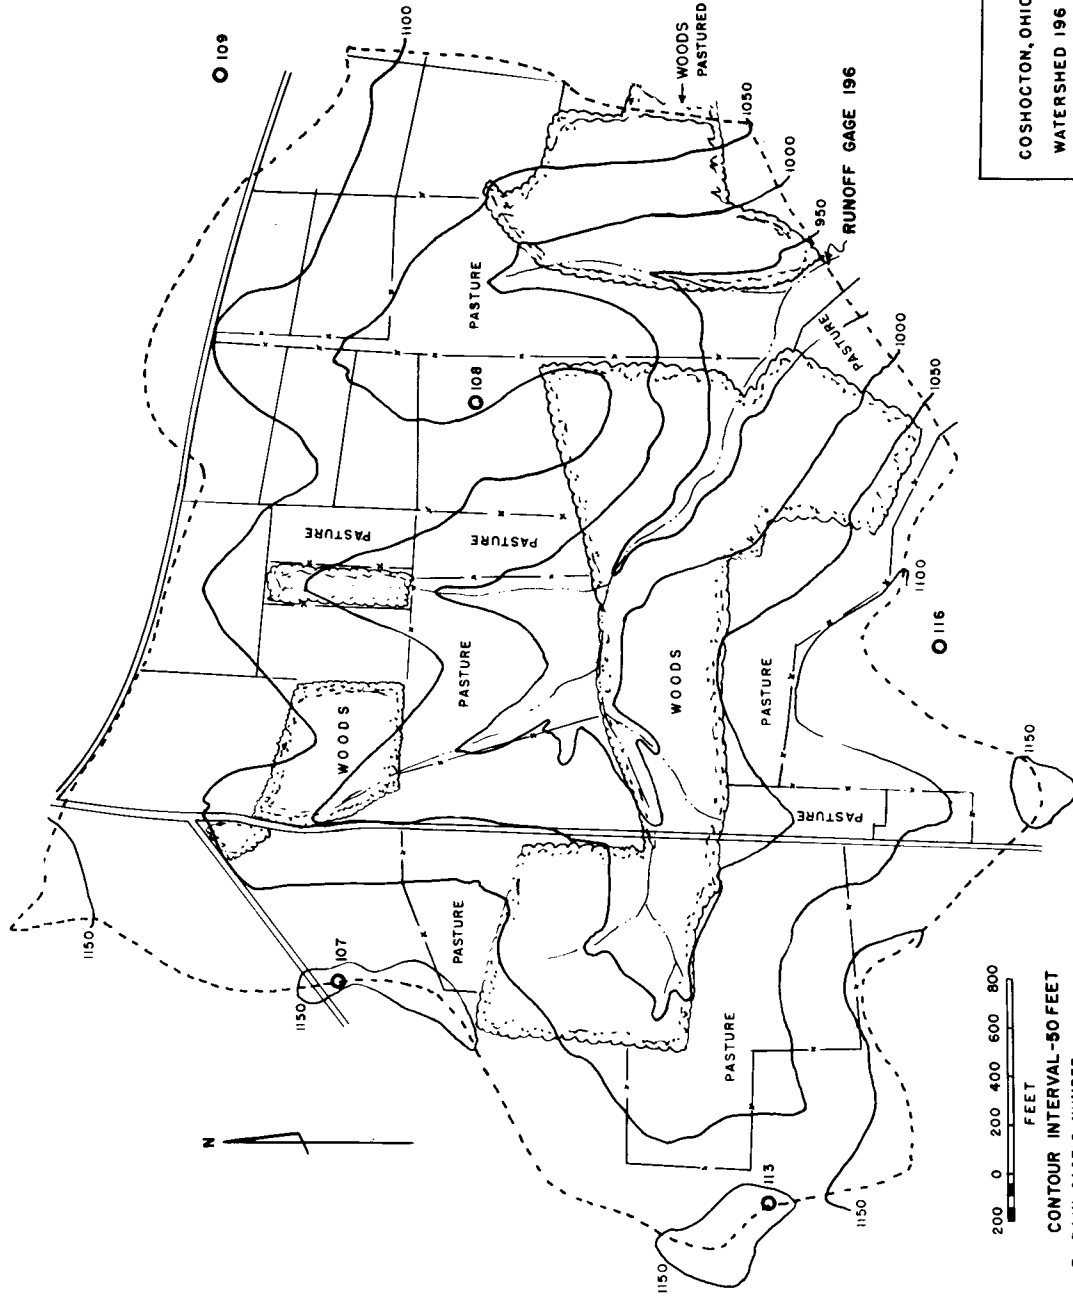 109
1100
WOODS
PASTURED
1050
1000
950
RUNOFF GAGE 196
COSHOCTON, OHIO
WATERSHED 196
PASTURE
108
PASTURE
1000
1050
PASTURE
PASTURE
1100
116
WOODS
PASTURE
WOODS
PASTURE
PASTURE
1150
1150
1150
107
PASTURE
PASTURE
N
113
1150
1150
200 0 200 400 600 800
FEET
CONTOUR INTERVAL-50 FEET